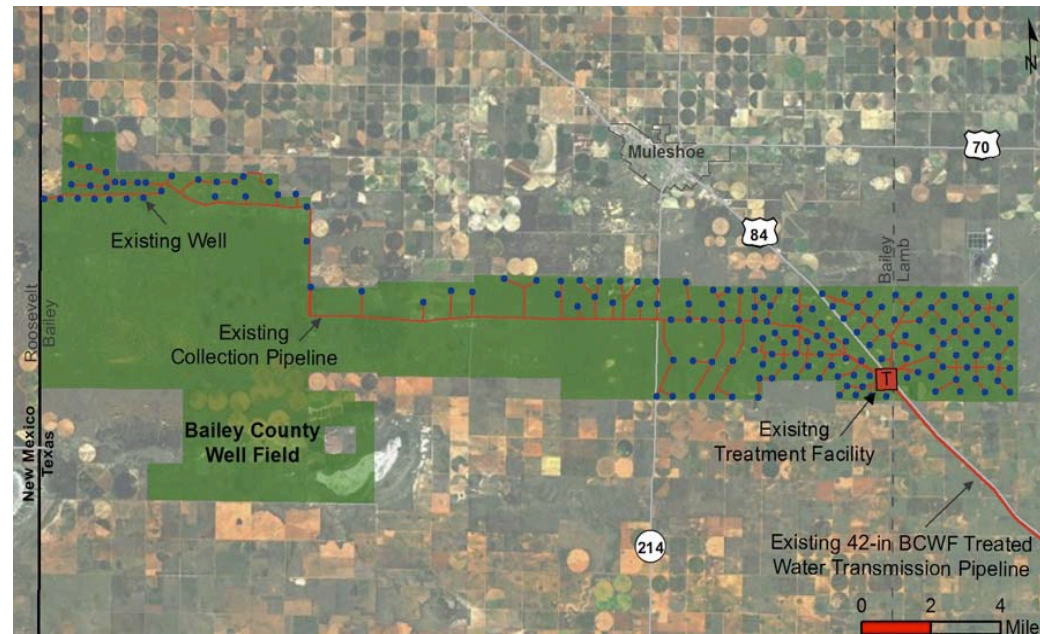 N
Muleshoe
70
84
Existing Well
Roosevelt
Bailey
Bailey
Lamb
Existing
Collection Pipeline
T
Bailey County
Well Field
Exisitng
Treatment Facility
New Mexico
Texas
214
Existing 42-in BCWF Treated
Water Transmission Pipeline
0 2 4
Mile